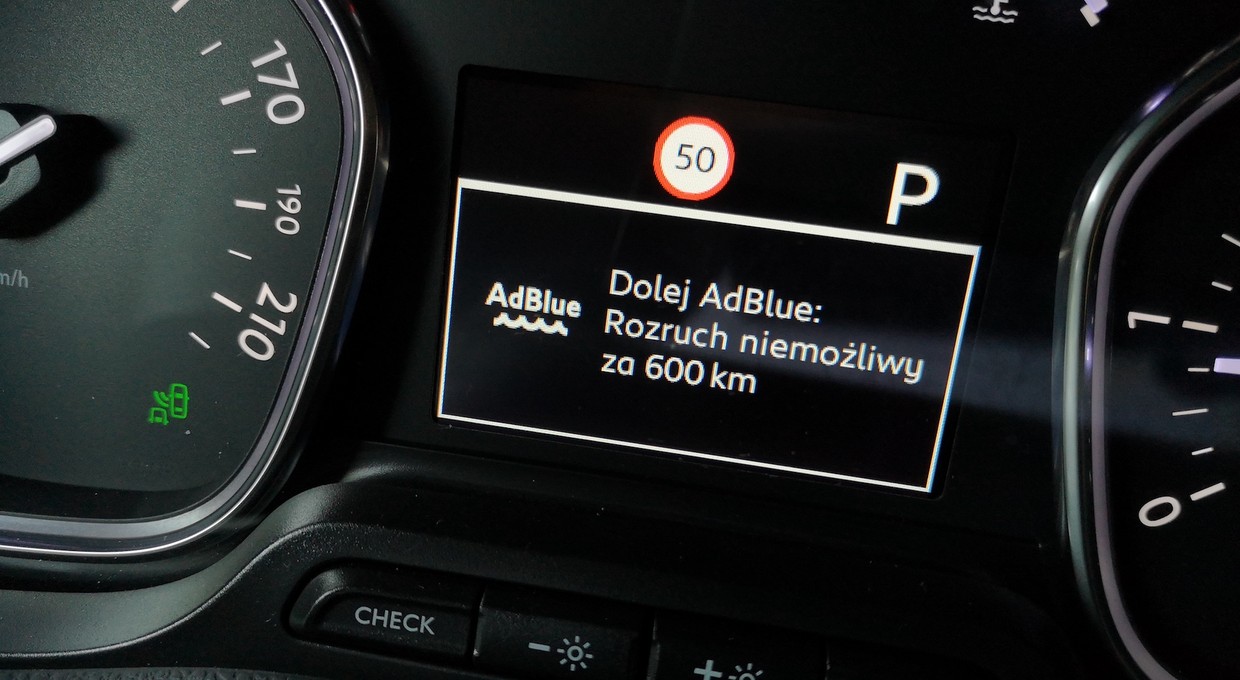 170
190
210
m/h
50
P
AdBlue
Dolej AdBlue:
Rozruch niemożliwy
za 600 km
1
0
CHECK